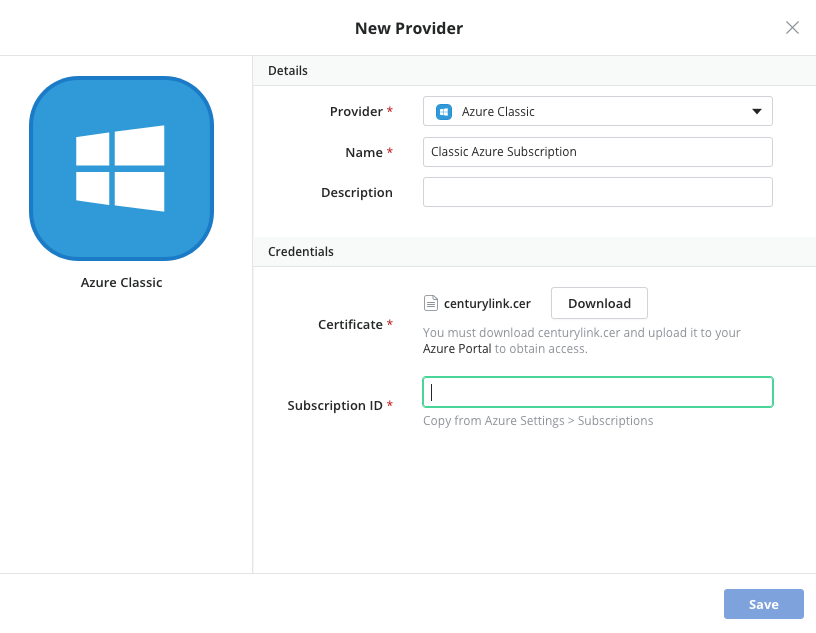 New Provider
Azure Classic
Details
Provider *
Azure Classic
Name *
Classic Azure Subscription
Description
Credentials
Certificate *
centurylink.cer
Download
You must download centurylink.cer and upload it to your
Azure Portal to obtain access.
Subscription ID *
Copy from Azure Settings > Subscriptions
Save